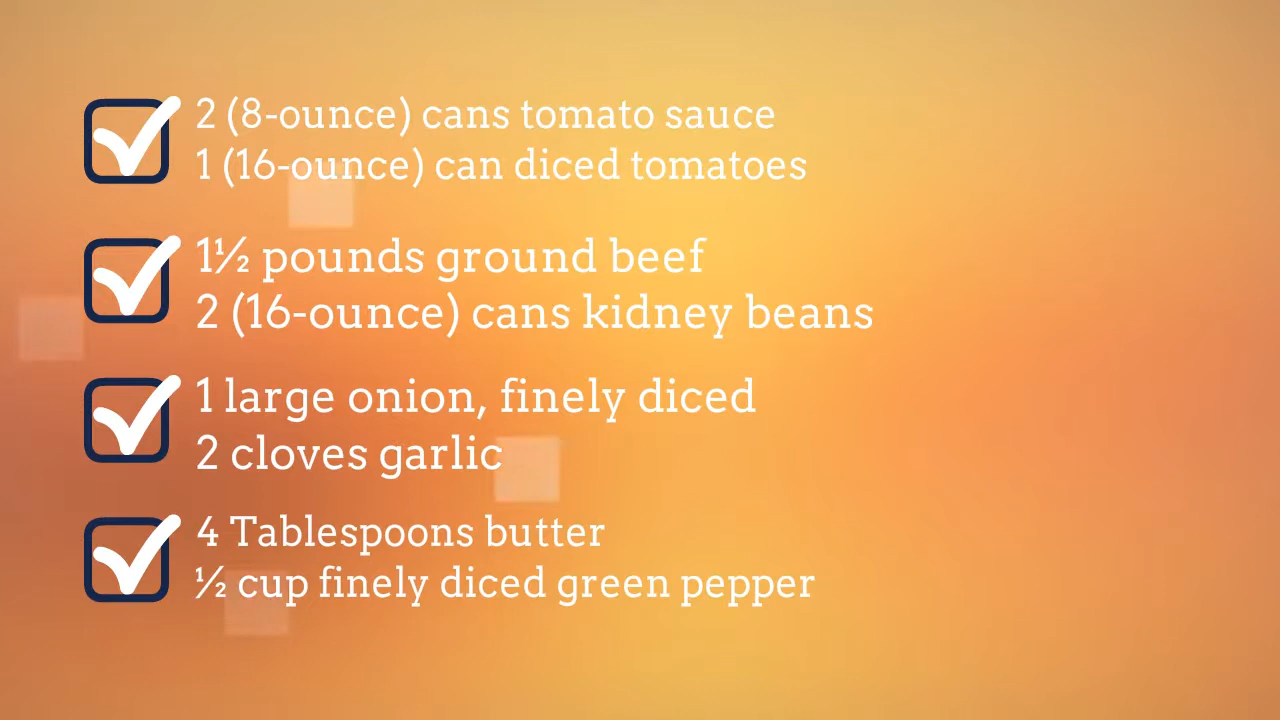 2 (8-ounce) cans tomato sauce
1 (16-ounce) can diced tomatoes
1½ pounds ground beef
2 (16-ounce) cans kidney beans
1 large onion, finely diced
2 cloves garlic
4 Tablespoons butter
½ cup finely diced green pepper